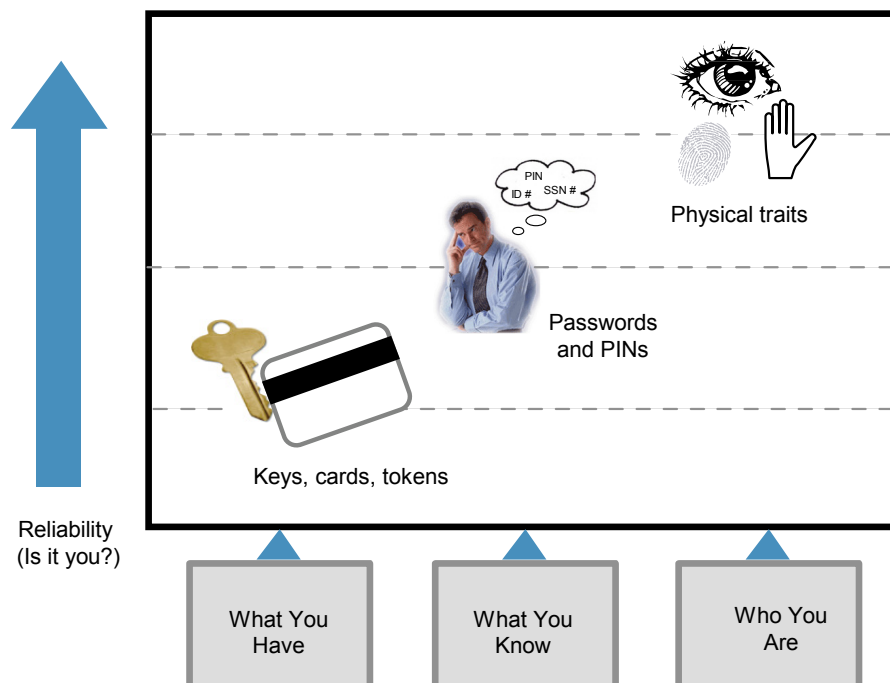 PIN
ID # SSN #
Physical traits
Passwords
and PINs
Keys, cards, tokens
Reliability
(Is it you?)
What You
Have
What You
Know
Who You
Are